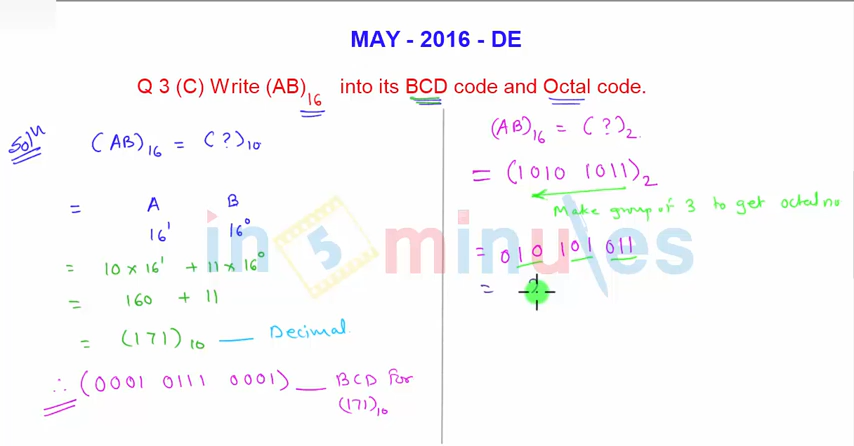 MAY - 2016 - DE
Q 3 (C) Write (AB)₁₆ into its BCD code and Octal code.
Solⁿ
(AB)₁₆ = (?)₁₀
= A B
16¹ 16⁰
= 10 × 16¹ + 11 × 16⁰
= 160 + 11
= (171)₁₀ — Decimal
∴ (0001 0111 0001) — BCD For
(171)₁₀
(AB)₁₆ = (?)₂
= (1010 1011)₂
Make group of 3 to get octal no
= 010 101 011
= 2
in 5 minutes